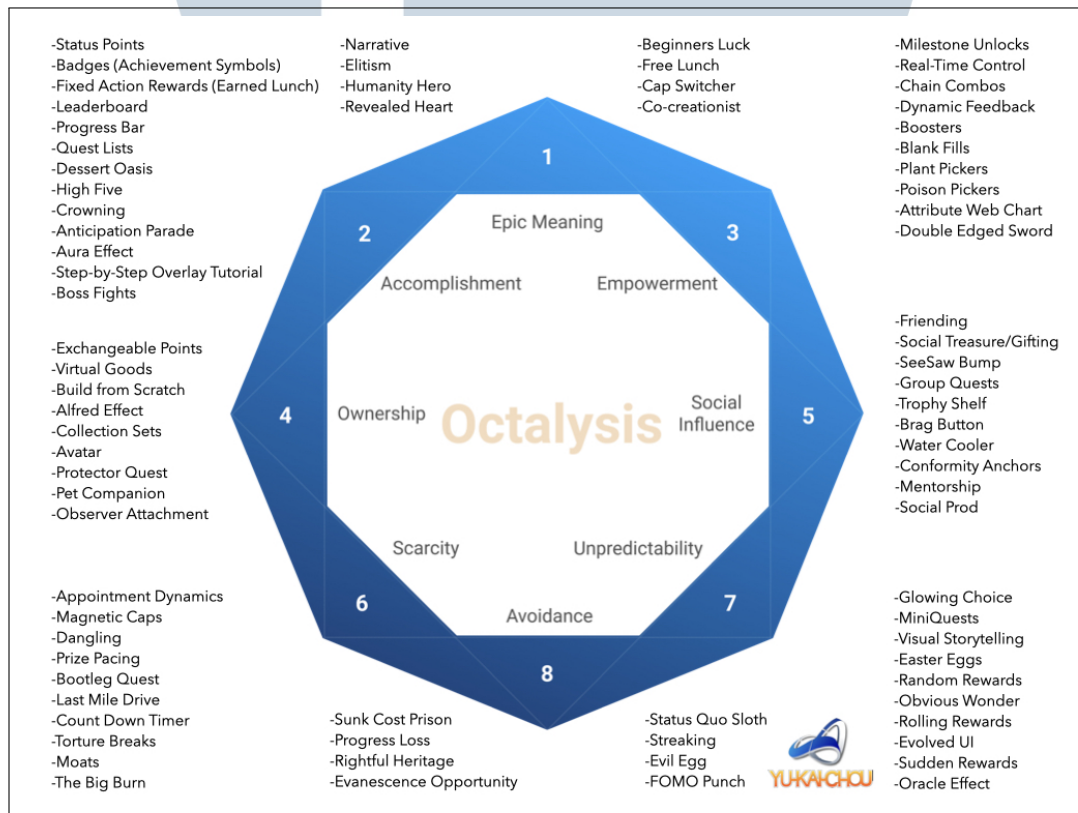 -Status Points
-Badges (Achievement Symbols)
-Fixed Action Rewards (Earned Lunch)
-Leaderboard
-Progress Bar
-Quest Lists
-Dessert Oasis
-High Five
-Crowning
-Anticipation Parade
-Aura Effect
-Step-by-Step Overlay Tutorial
-Boss Fights
-Narrative
-Elitism
-Humanity Hero
-Revealed Heart
-Beginners Luck
-Free Lunch
-Cap Switcher
-Co-creationist
-Milestone Unlocks
-Real-Time Control
-Chain Combos
-Dynamic Feedback
-Boosters
-Blank Fills
-Plant Pickers
-Poison Pickers
-Attribute Web Chart
-Double Edged Sword
1
Epic Meaning
2
Accomplishment
3
Empowerment
4
Ownership
Octalysis
Social
Influence
5
Scarcity
6
Unpredictability
7
Avoidance
8
-Exchangeable Points
-Virtual Goods
-Build from Scratch
-Alfred Effect
-Collection Sets
-Avatar
-Protector Quest
-Pet Companion
-Observer Attachment
-Friending
-Social Treasure/Gifting
-SeeSaw Bump
-Group Quests
-Trophy Shelf
-Brag Button
-Water Cooler
-Conformity Anchors
-Mentorship
-Social Prod
-Appointment Dynamics
-Magnetic Caps
-Dangling
-Prize Pacing
-Bootleg Quest
-Last Mile Drive
-Count Down Timer
-Torture Breaks
-Moats
-The Big Burn
-Sunk Cost Prison
-Progress Loss
-Rightful Heritage
-Evanescence Opportunity
-Status Quo Sloth
-Streaking
-Evil Egg
-FOMO Punch
YU-KAI-CHOU
-Glowing Choice
-MiniQuests
-Visual Storytelling
-Easter Eggs
-Random Rewards
-Obvious Wonder
-Rolling Rewards
-Evolved UI
-Sudden Rewards
-Oracle Effect